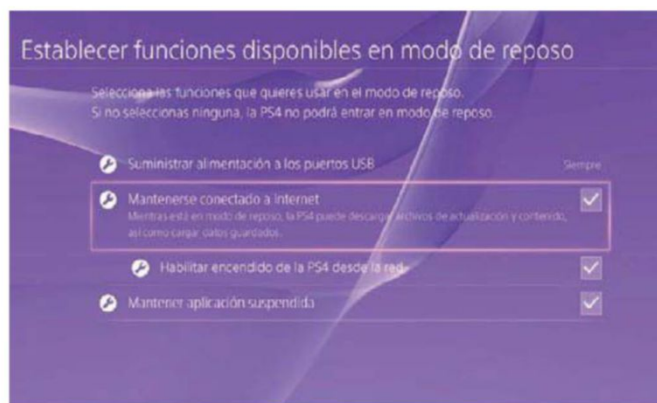 Establecer funciones disponibles en modo de reposo
Selecciona las funciones que quieres usar en el modo de reposo.
Si no seleccionas ninguna, la PS4 no podrá entrar en modo de reposo.
Suministrar alimentación a los puertos USB Siempre
Mantenerse conectado a Internet
Mientras está en modo de reposo, la PS4 puede descargar archivos de actualización y contenido,
así como cargar datos guardados.
Habilitar encendido de la PS4 desde la red
Mantener aplicación suspendida